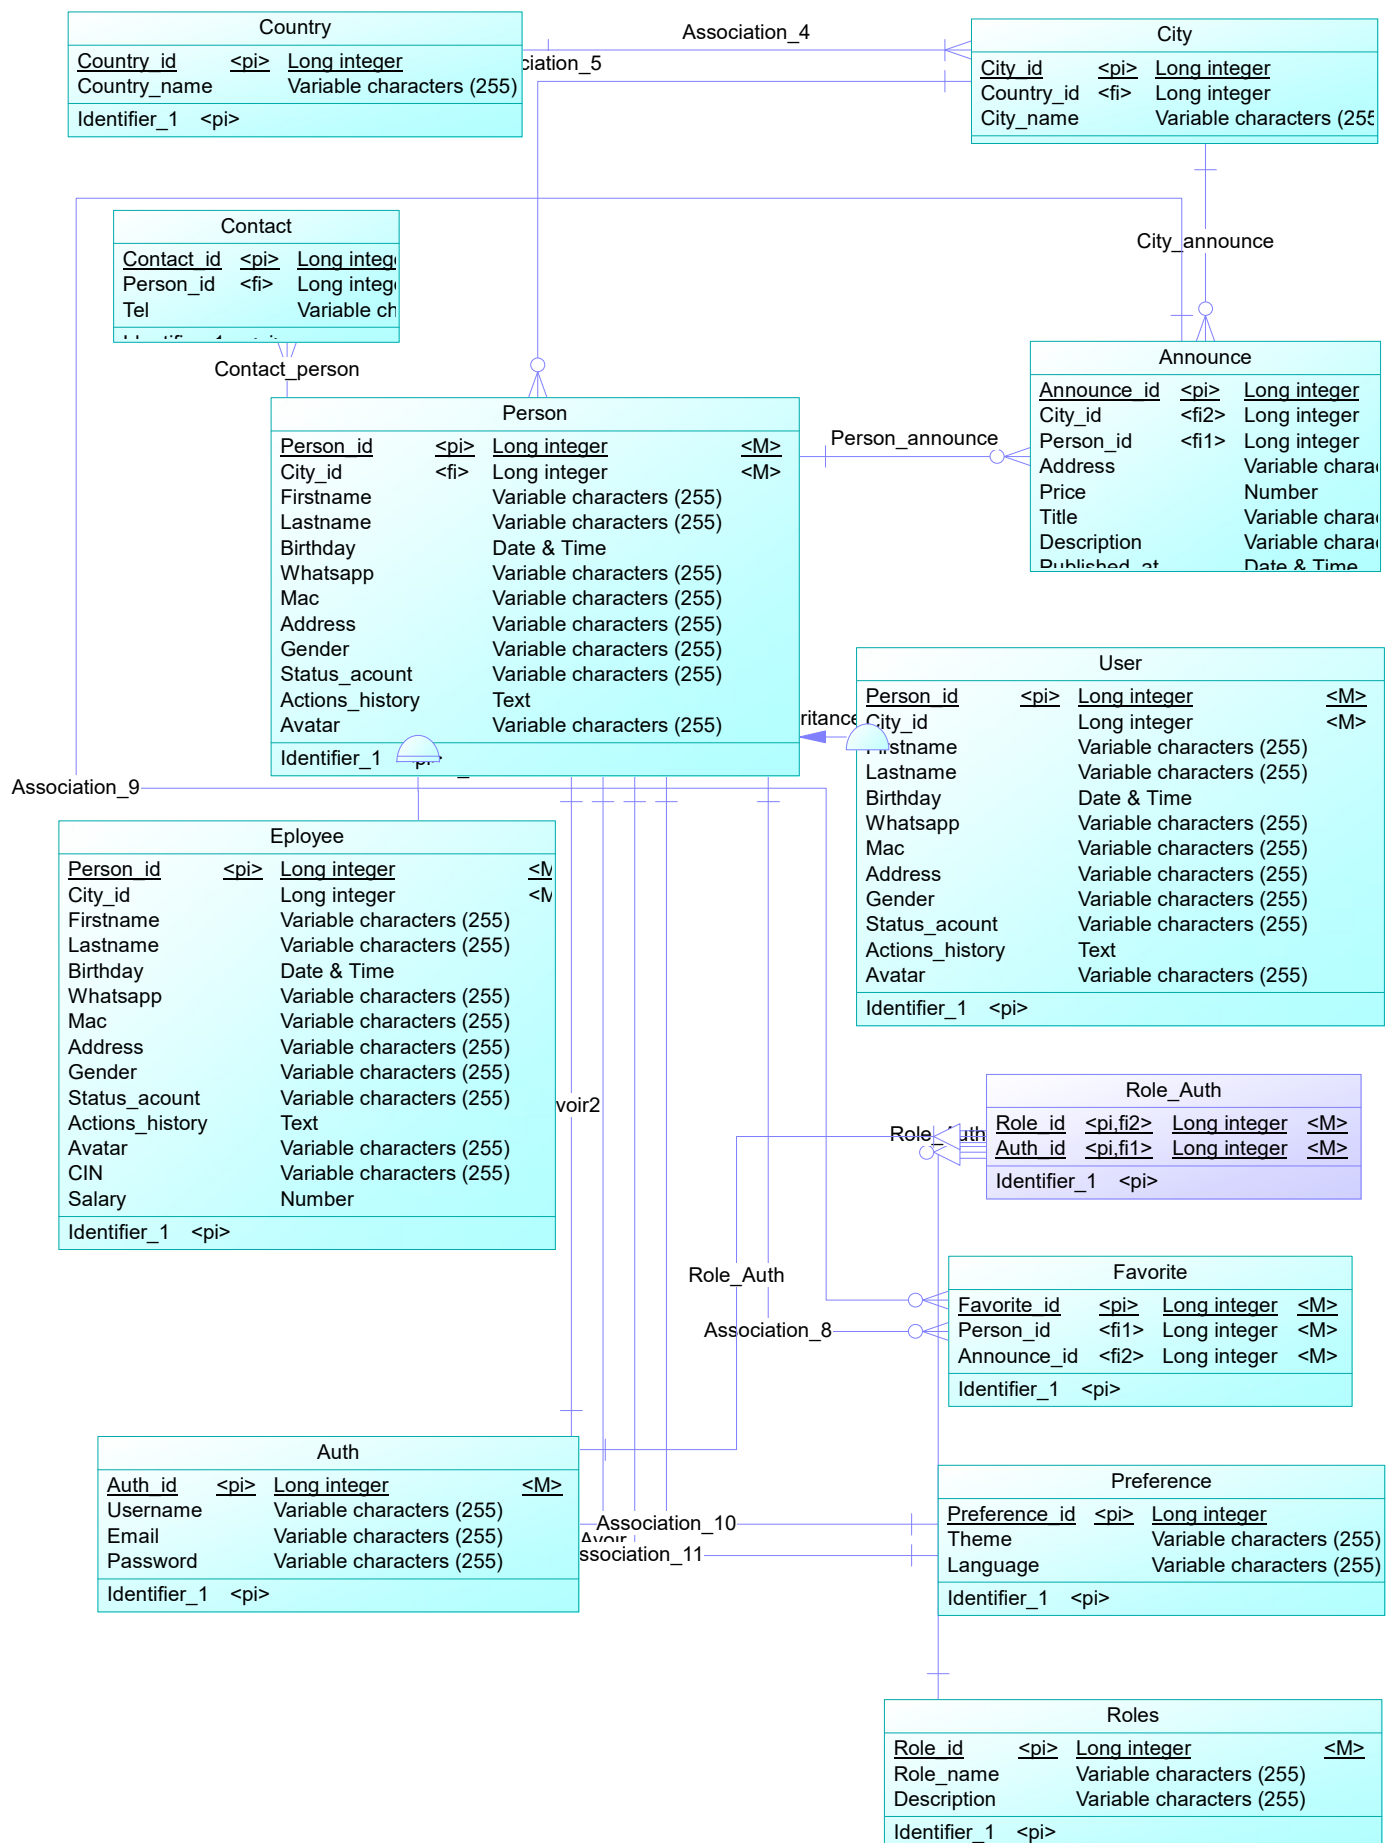 Country
Country_id <pi> Long integer
Country_name Variable characters (255)
Identifier_1 <pi>
Association_4
ciation_5
City
City_id <pi> Long integer
Country_id <fi> Long integer
City_name Variable characters (255
Contact
Contact_id <pi> Long intege
Person_id <fi> Long intege
Tel Variable ch
Contact_person
City_announce
Announce
Announce_id <pi> Long integer
City_id <fi2> Long integer
Person_id <fi1> Long integer
Address Variable chara
Price Number
Title Variable chara
Description Variable chara
Published_at Date & Time
Person
Person_id <pi> Long integer <M>
City_id <fi> Long integer <M>
Firstname Variable characters (255)
Lastname Variable characters (255)
Birthday Date & Time
Whatsapp Variable characters (255)
Mac Variable characters (255)
Address Variable characters (255)
Gender Variable characters (255)
Status_acount Variable characters (255)
Actions_history Text
Avatar Variable characters (255)
Identifier_1 <pi>
Person_announce
ritance
User
Person_id <pi> Long integer <M>
City_id Long integer <M>
Firstname Variable characters (255)
Lastname Variable characters (255)
Birthday Date & Time
Whatsapp Variable characters (255)
Mac Variable characters (255)
Address Variable characters (255)
Gender Variable characters (255)
Status_acount Variable characters (255)
Actions_history Text
Avatar Variable characters (255)
Identifier_1 <pi>
Association_9
Eployee
Person_id <pi> Long integer <M
City_id Long integer <M
Firstname Variable characters (255)
Lastname Variable characters (255)
Birthday Date & Time
Whatsapp Variable characters (255)
Mac Variable characters (255)
Address Variable characters (255)
Gender Variable characters (255)
Status_acount Variable characters (255)
Actions_history Text
Avatar Variable characters (255)
CIN Variable characters (255)
Salary Number
Identifier_1 <pi>
voir2
Role_Auth
Role_Auth
Role_id <pi,fi2> Long integer <M>
Auth_id <pi,fi1> Long integer <M>
Identifier_1 <pi>
Role_Auth
Association_8
Favorite
Favorite_id <pi> Long integer <M>
Person_id <fi1> Long integer <M>
Announce_id <fi2> Long integer <M>
Identifier_1 <pi>
Auth
Auth_id <pi> Long integer <M>
Username Variable characters (255)
Email Variable characters (255)
Password Variable characters (255)
Identifier_1 <pi>
Association_10
Avoir
ssociation_11
Preference
Preference_id <pi> Long integer
Theme Variable characters (255)
Language Variable characters (255)
Identifier_1 <pi>
Roles
Role_id <pi> Long integer <M>
Role_name Variable characters (255)
Description Variable characters (255)
Identifier_1 <pi>